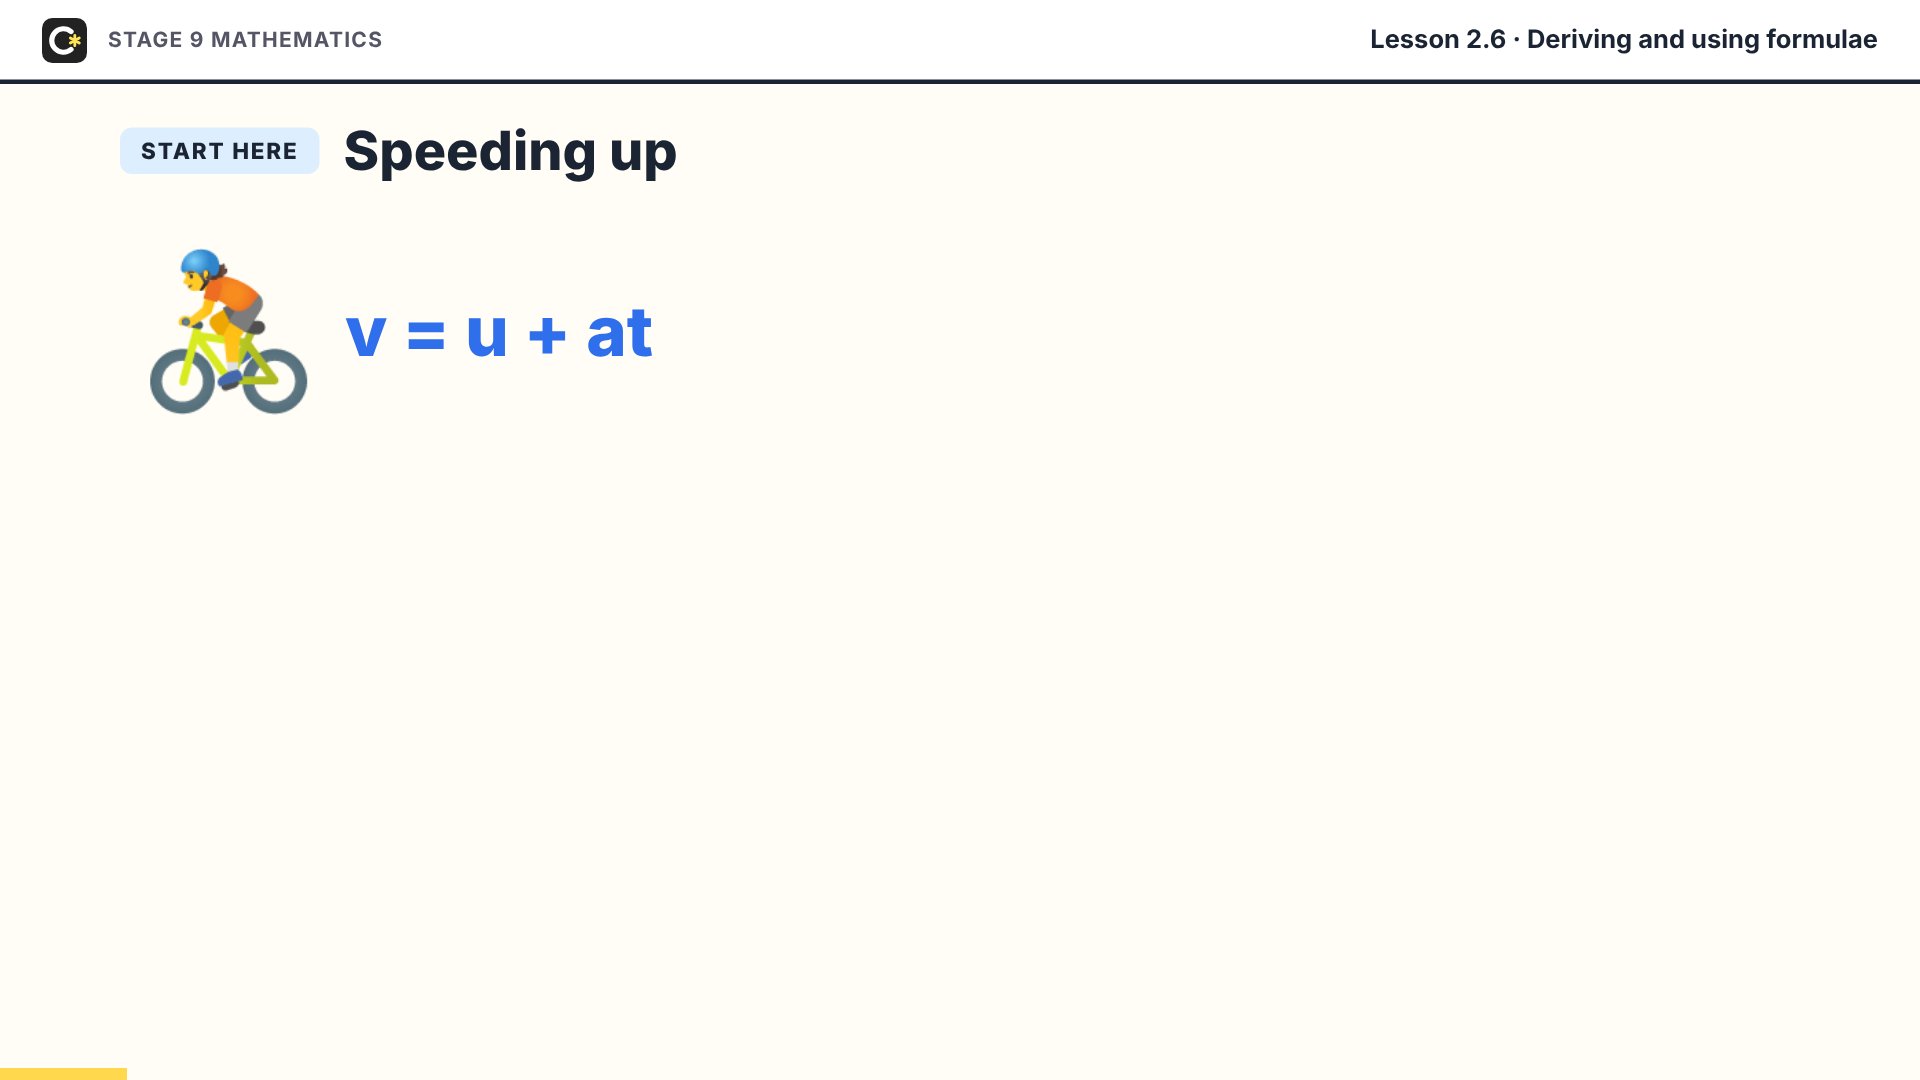 STAGE 9 MATHEMATICS
Lesson 2.6 · Deriving and using formulae
START HERE
Speeding up
v = u + at